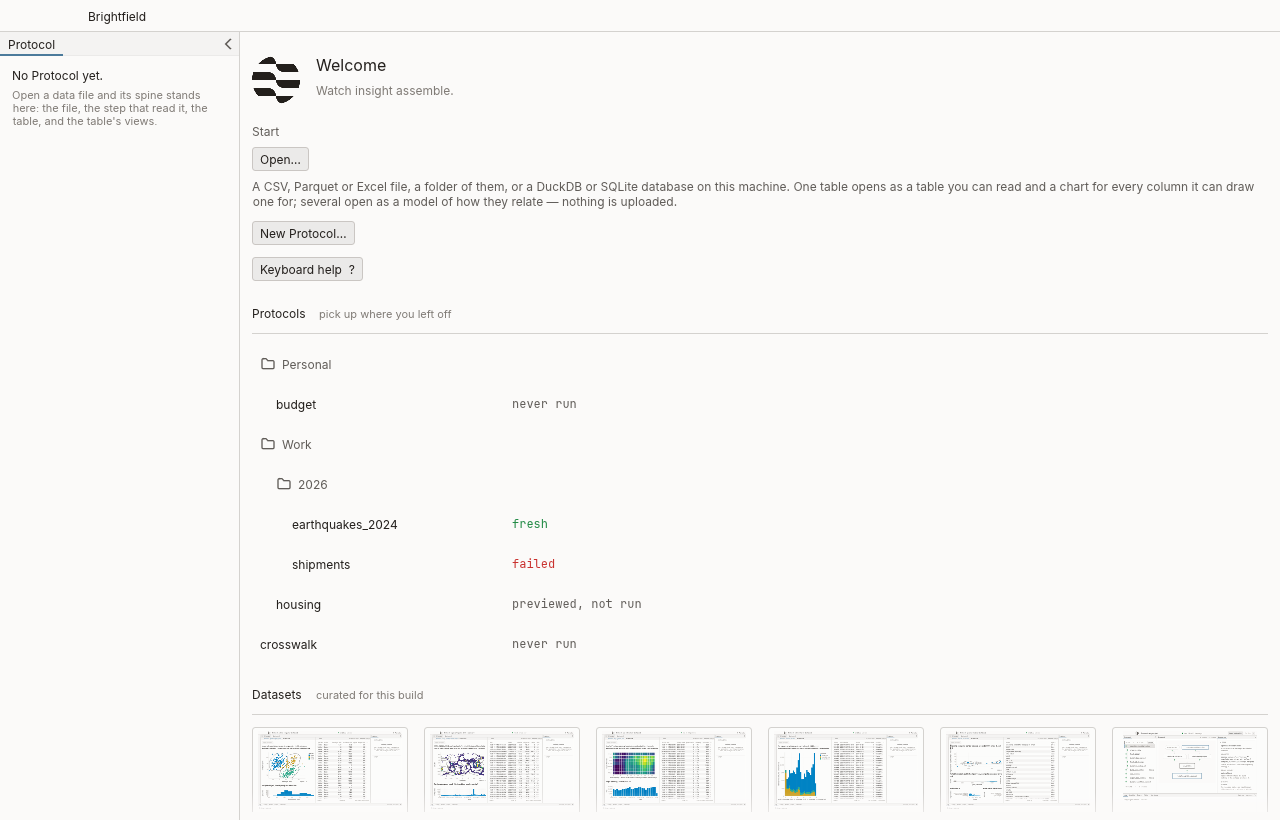 Brightfield
Protocol
No Protocol yet.
Open a data file and its spine stands
here: the file, the step that read it, the
table, and the table's views.
Welcome
Watch insight assemble.
Start
Open...
A CSV, Parquet or Excel file, a folder of them, or a DuckDB or SQLite database on this machine. One table opens as a table you can read and a chart for every column it can draw
one for; several open as a model of how they relate — nothing is uploaded.
New Protocol...
Keyboard help ?
Protocols pick up where you left off
Personal
budget never run
Work
2026
earthquakes_2024 fresh
shipments failed
housing previewed, not run
crosswalk never run
Datasets curated for this build